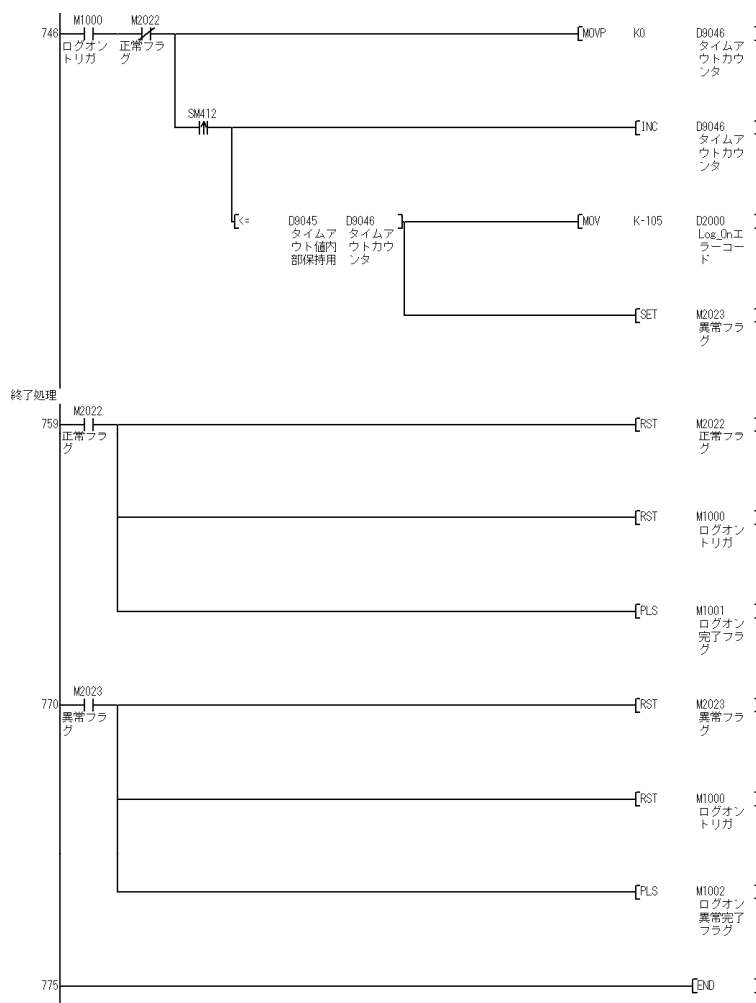 M1000 M2022
746 MOVP K0 D9046
ログオン 正常フラ タイムア
トリガ グ ウトカウ
ンタ
SM412
INC D9046
タイムア
ウトカウ
ンタ
<= D9045 D9046 MOV K-105 D2000
タイムア タイムア Log_Onエ
ウト値内 ウトカウ ラーコー
部保持用 ンタ ド
SET M2023
異常フラ
グ
終了処理
M2022
759 RST M2022
正常フラ 正常フラ
グ グ
RST M1000
ログオン
トリガ
PLS M1001
ログオン
完了フラ
グ
M2023
770 RST M2023
異常フラ 異常フラ
グ グ
RST M1000
ログオン
トリガ
PLS M1002
ログオン
異常完了
フラグ
775 END